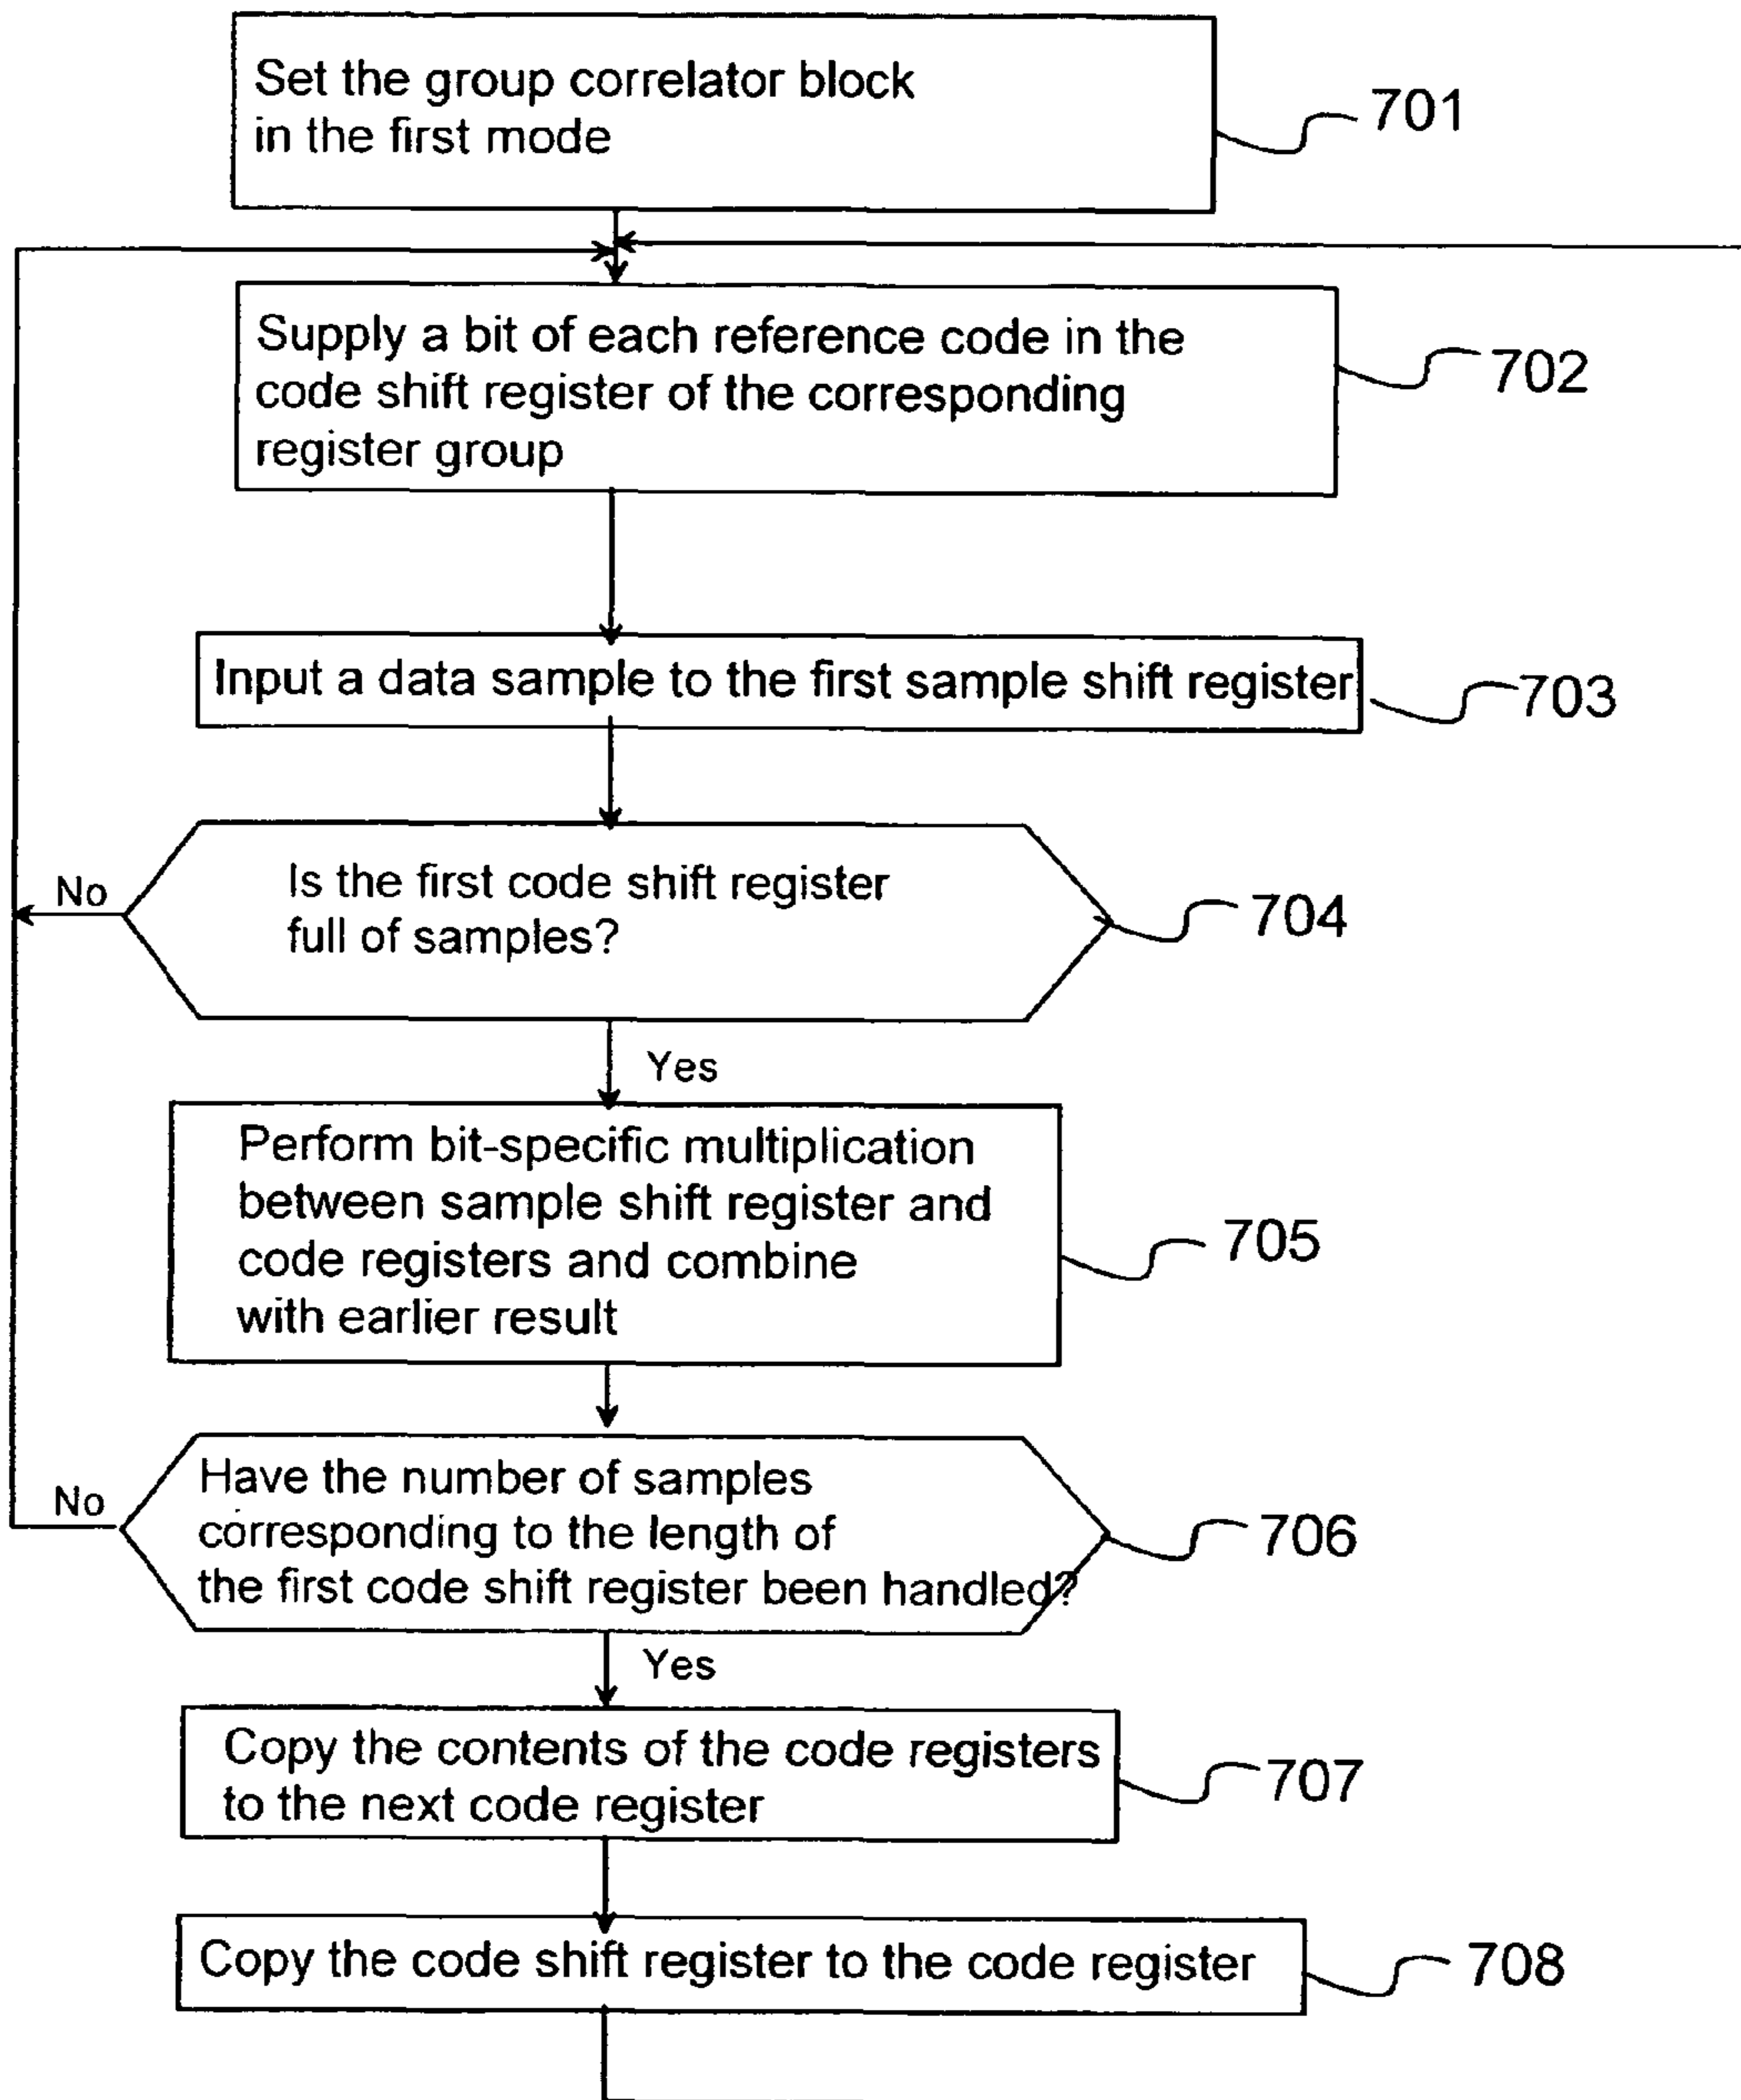 Set the group correlator block
in the first mode
701
Supply a bit of each reference code in the
code shift register of the corresponding
register group
702
Input a data sample to the first sample shift register
703
No
Is the first code shift register
full of samples?
704
Yes
Perform bit-specific multiplication
between sample shift register and
code registers and combine
with earlier result
705
No
Have the number of samples
corresponding to the length of
the first code shift register been handled?
706
Yes
Copy the contents of the code registers
to the next code register
707
Copy the code shift register to the code register
708